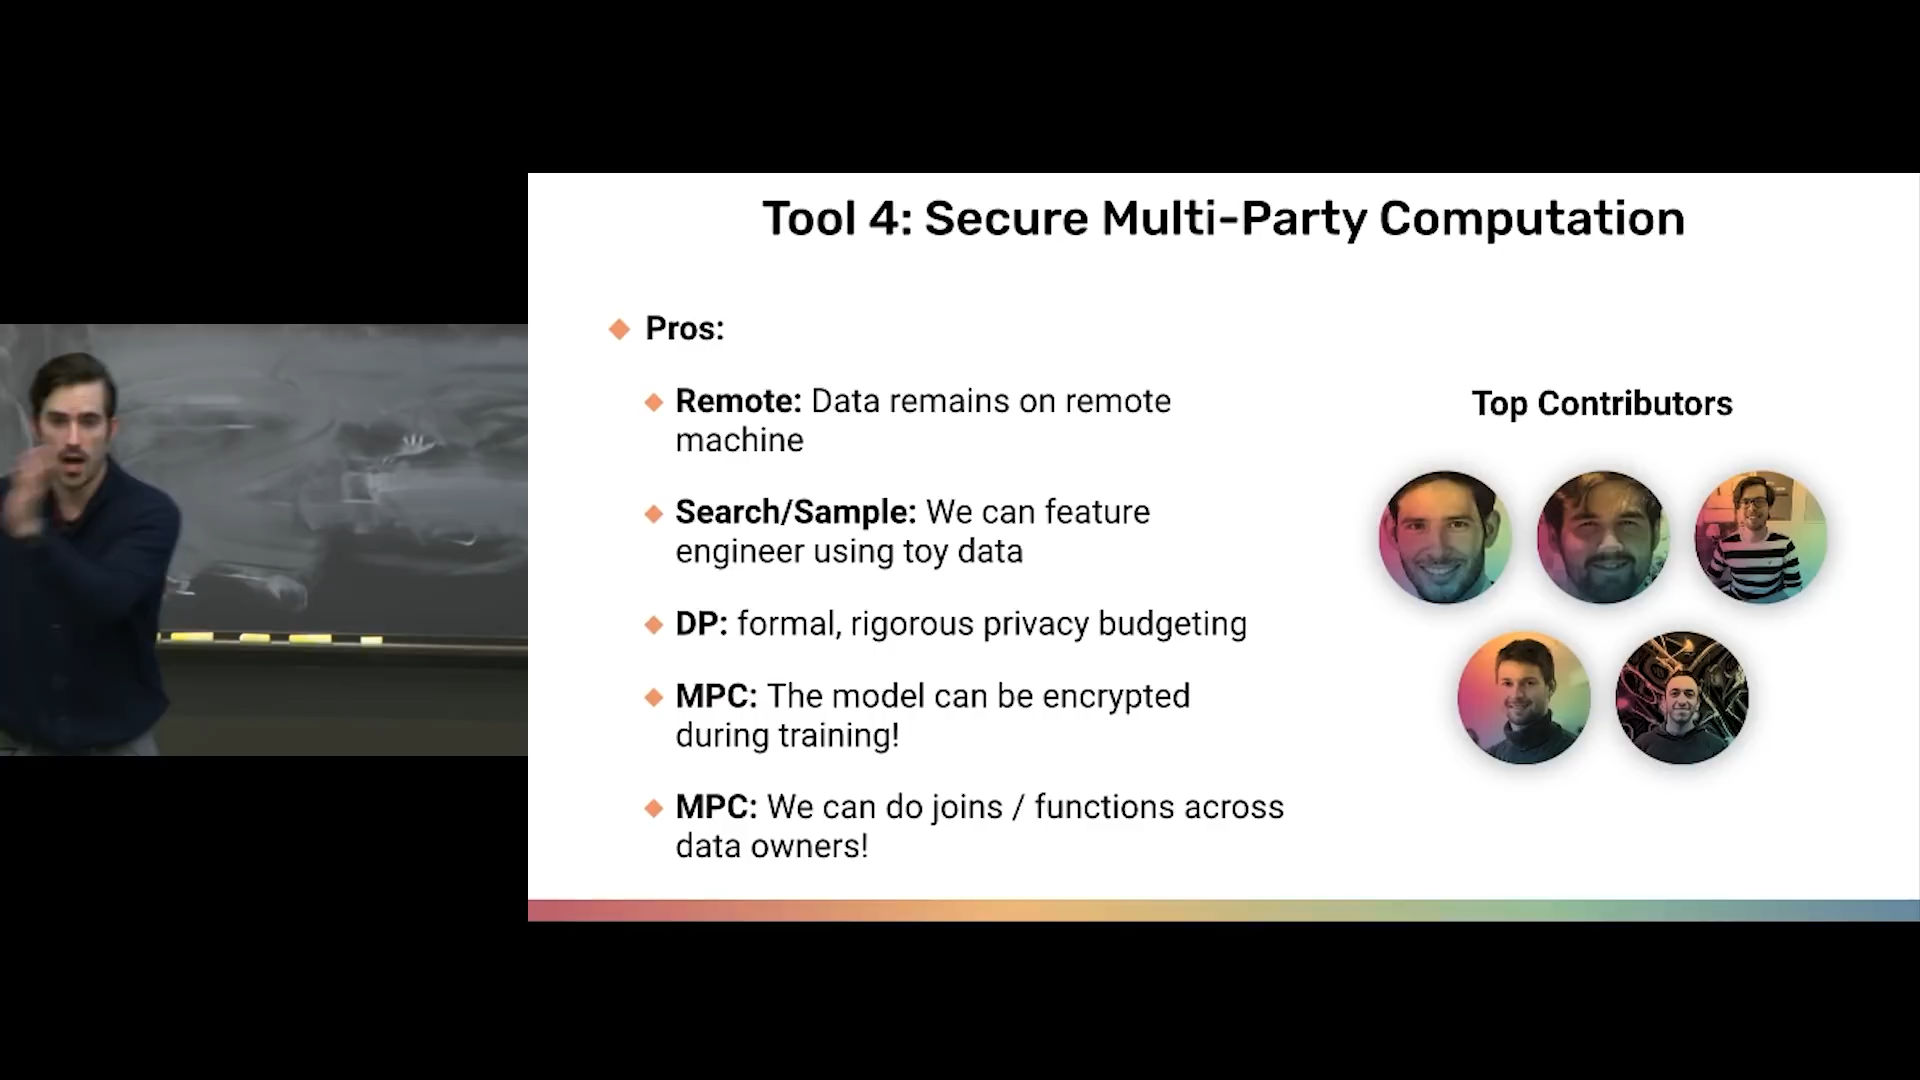 Tool 4: Secure Multi-Party Computation
Pros:
Remote: Data remains on remote
machine
Search/Sample: We can feature
engineer using toy data
DP: formal, rigorous privacy budgeting
MPC: The model can be encrypted
during training!
MPC: We can do joins / functions across
data owners!
Top Contributors